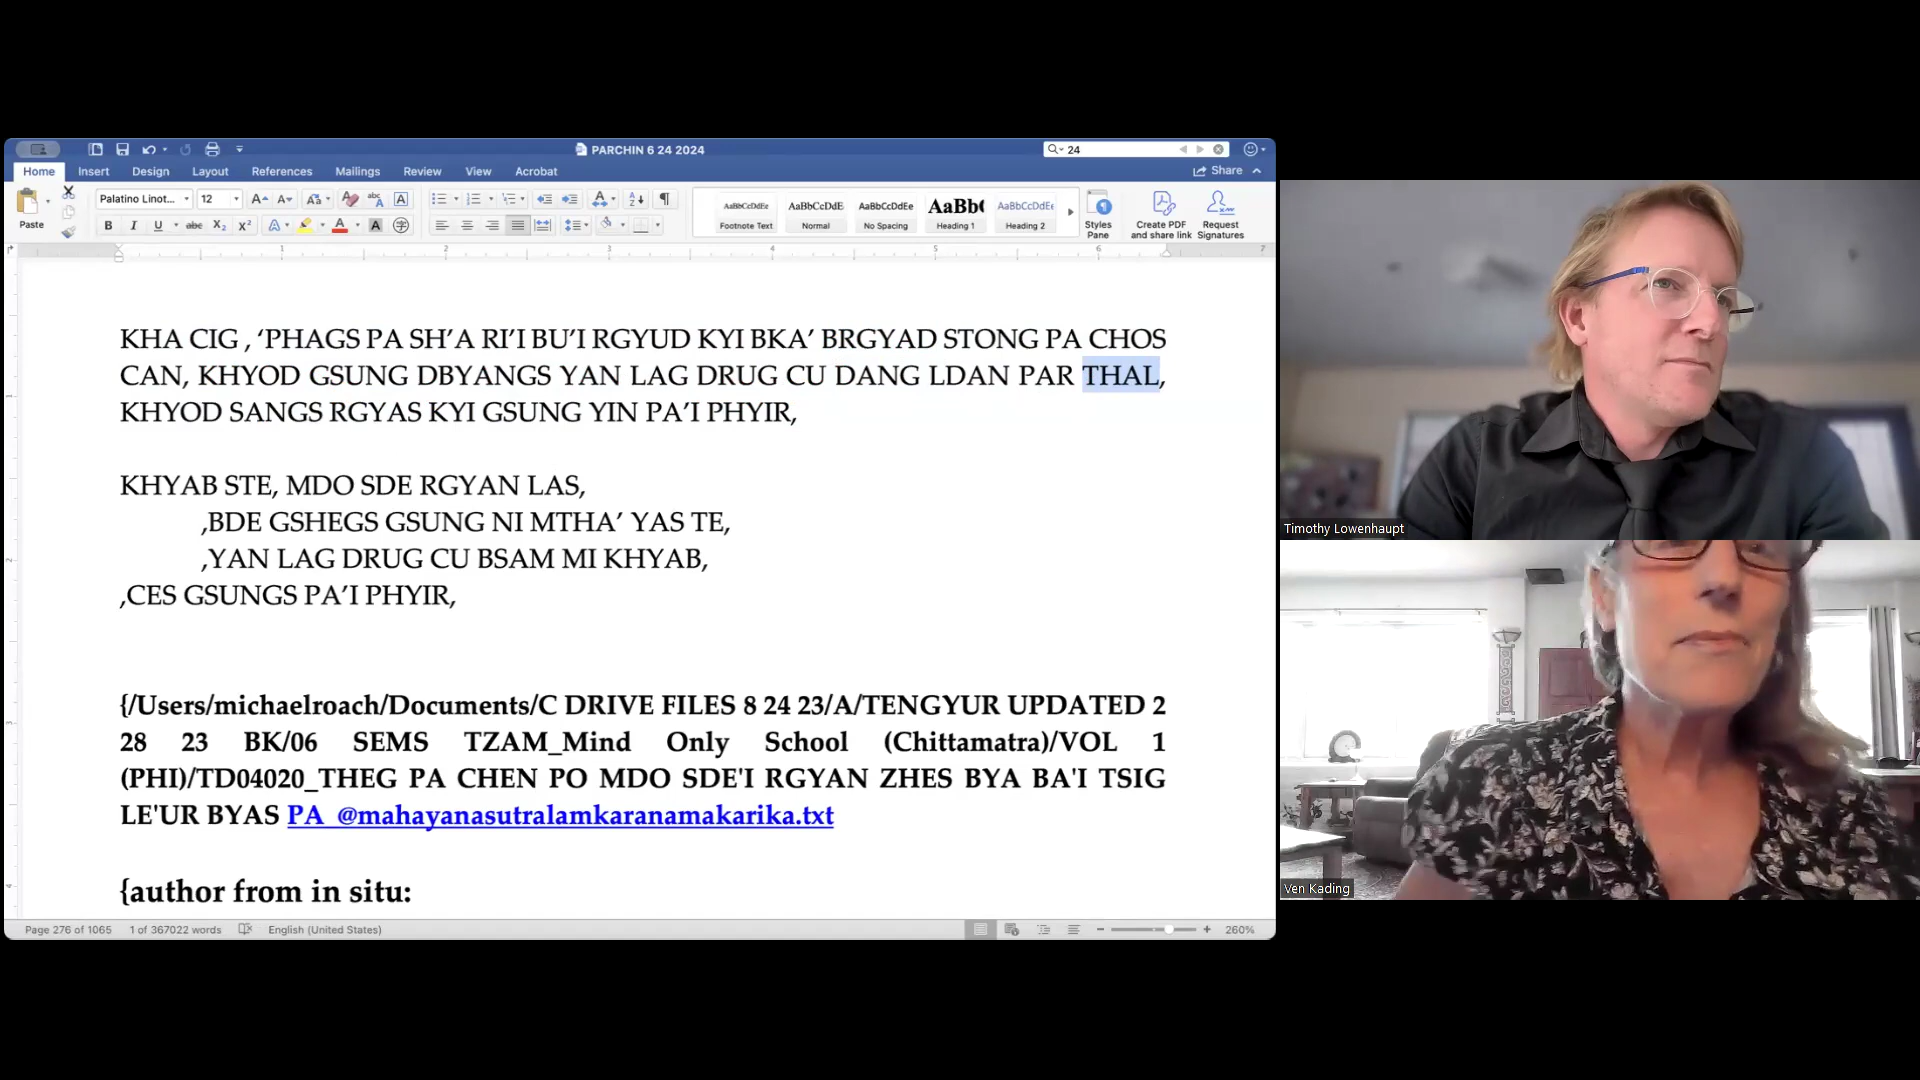 PARCHIN 6 24 2024
24
Home Insert Design Layout References Mailings Review View Acrobat
Share
Paste
Palatino Linot... 12
AaBbCcDdEe AaBbCcDdE AaBbCcDdEe AaBb( AaBbCcDdEe
Footnote Text Normal No Spacing Heading 1 Heading 2
Styles Pane
Create PDF and share link
Request Signatures
KHA CIG , ‘PHAGS PA SH’A RI’I BU’I RGYUD KYI BKA’ BRGYAD STONG PA CHOS
CAN, KHYOD GSUNG DBYANGS YAN LAG DRUG CU DANG LDAN PAR THAL,
KHYOD SANGS RGYAS KYI GSUNG YIN PA’I PHYIR,
KHYAB STE, MDO SDE RGYAN LAS,
,BDE GSHEGS GSUNG NI MTHA’ YAS TE,
,YAN LAG DRUG CU BSAM MI KHYAB,
,CES GSUNGS PA’I PHYIR,
{/Users/michaelroach/Documents/C DRIVE FILES 8 24 23/A/TENGYUR UPDATED 2
28 23 BK/06 SEMS TZAM_Mind Only School (Chittamatra)/VOL 1
(PHI)/TD04020_THEG PA CHEN PO MDO SDE'I RGYAN ZHES BYA BA'I TSIG
LE'UR BYAS PA_@mahayanasutralamkaranamakarika.txt
{author from in situ:
Page 276 of 1065 1 of 367022 words English (United States) 260%
Timothy Lowenhaupt
Ven Kading